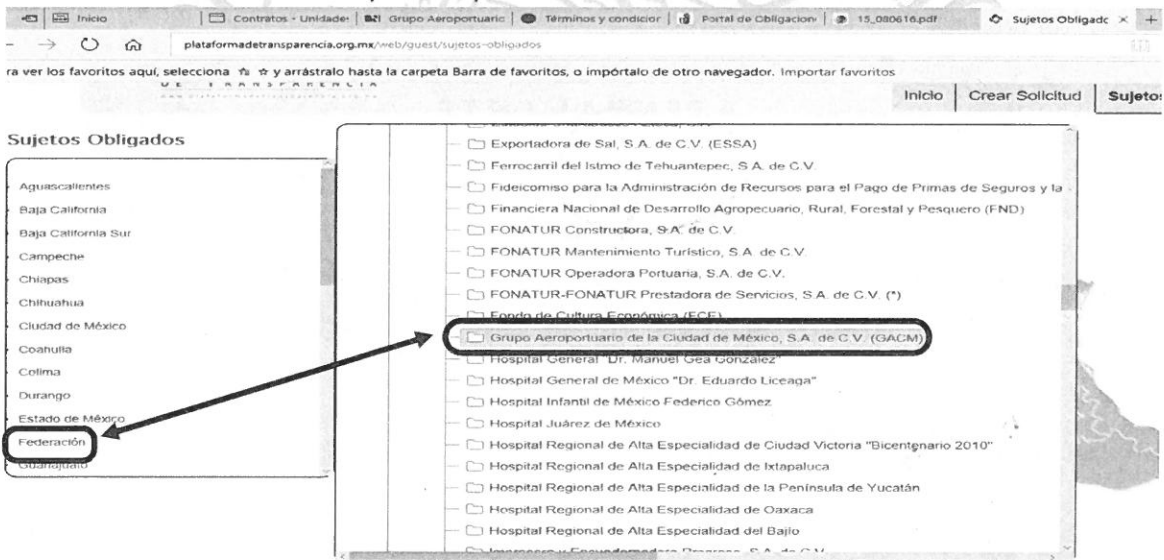 Inicio
Contratos - Unidade:
Grupo Aeroportuario
Términos y condicior
Portal de Obligacion
15_080616.pdf
Sujetos Obligadc
plataformadetransparencia.org.mx/web/guest/sujetos-obligados
ra ver los favoritos aquí, selecciona y arrástralo hasta la carpeta Barra de favoritos, o impórtalo de otro navegador. Importar favoritos
DE TRANSPARENCIA
Inicio
Crear Solicitud
Sujetos
Sujetos Obligados
Aguascalientes
Baja California
Baja California Sur
Campeche
Chiapas
Chihuahua
Ciudad de México
Coahuila
Colima
Durango
Estado de México
Federación
Guanajuato
Exportadora de Sal, S.A. de C.V. (ESSA)
Ferrocarril del Istmo de Tehuantepec, S.A. de C.V.
Fideicomiso para la Administración de Recursos para el Pago de Primas de Seguros y la
Financiera Nacional de Desarrollo Agropecuario, Rural, Forestal y Pesquero (FND)
FONATUR Constructora, S.A. de C.V.
FONATUR Mantenimiento Turístico, S.A. de C.V.
FONATUR Operadora Portuaria, S.A. de C.V.
FONATUR-FONATUR Prestadora de Servicios, S.A. de C.V. (*)
Fondo de Cultura Económica (FCE)
Grupo Aeroportuario de la Ciudad de México, S.A. de C.V. (GACM)
Hospital General "Dr. Manuel Gea González"
Hospital General de México "Dr. Eduardo Liceaga"
Hospital Infantil de México Federico Gómez
Hospital Juárez de México
Hospital Regional de Alta Especialidad de Ciudad Victoria "Bicentenario 2010"
Hospital Regional de Alta Especialidad de Ixtapaluca
Hospital Regional de Alta Especialidad de la Península de Yucatán
Hospital Regional de Alta Especialidad de Oaxaca
Hospital Regional de Alta Especialidad del Bajío